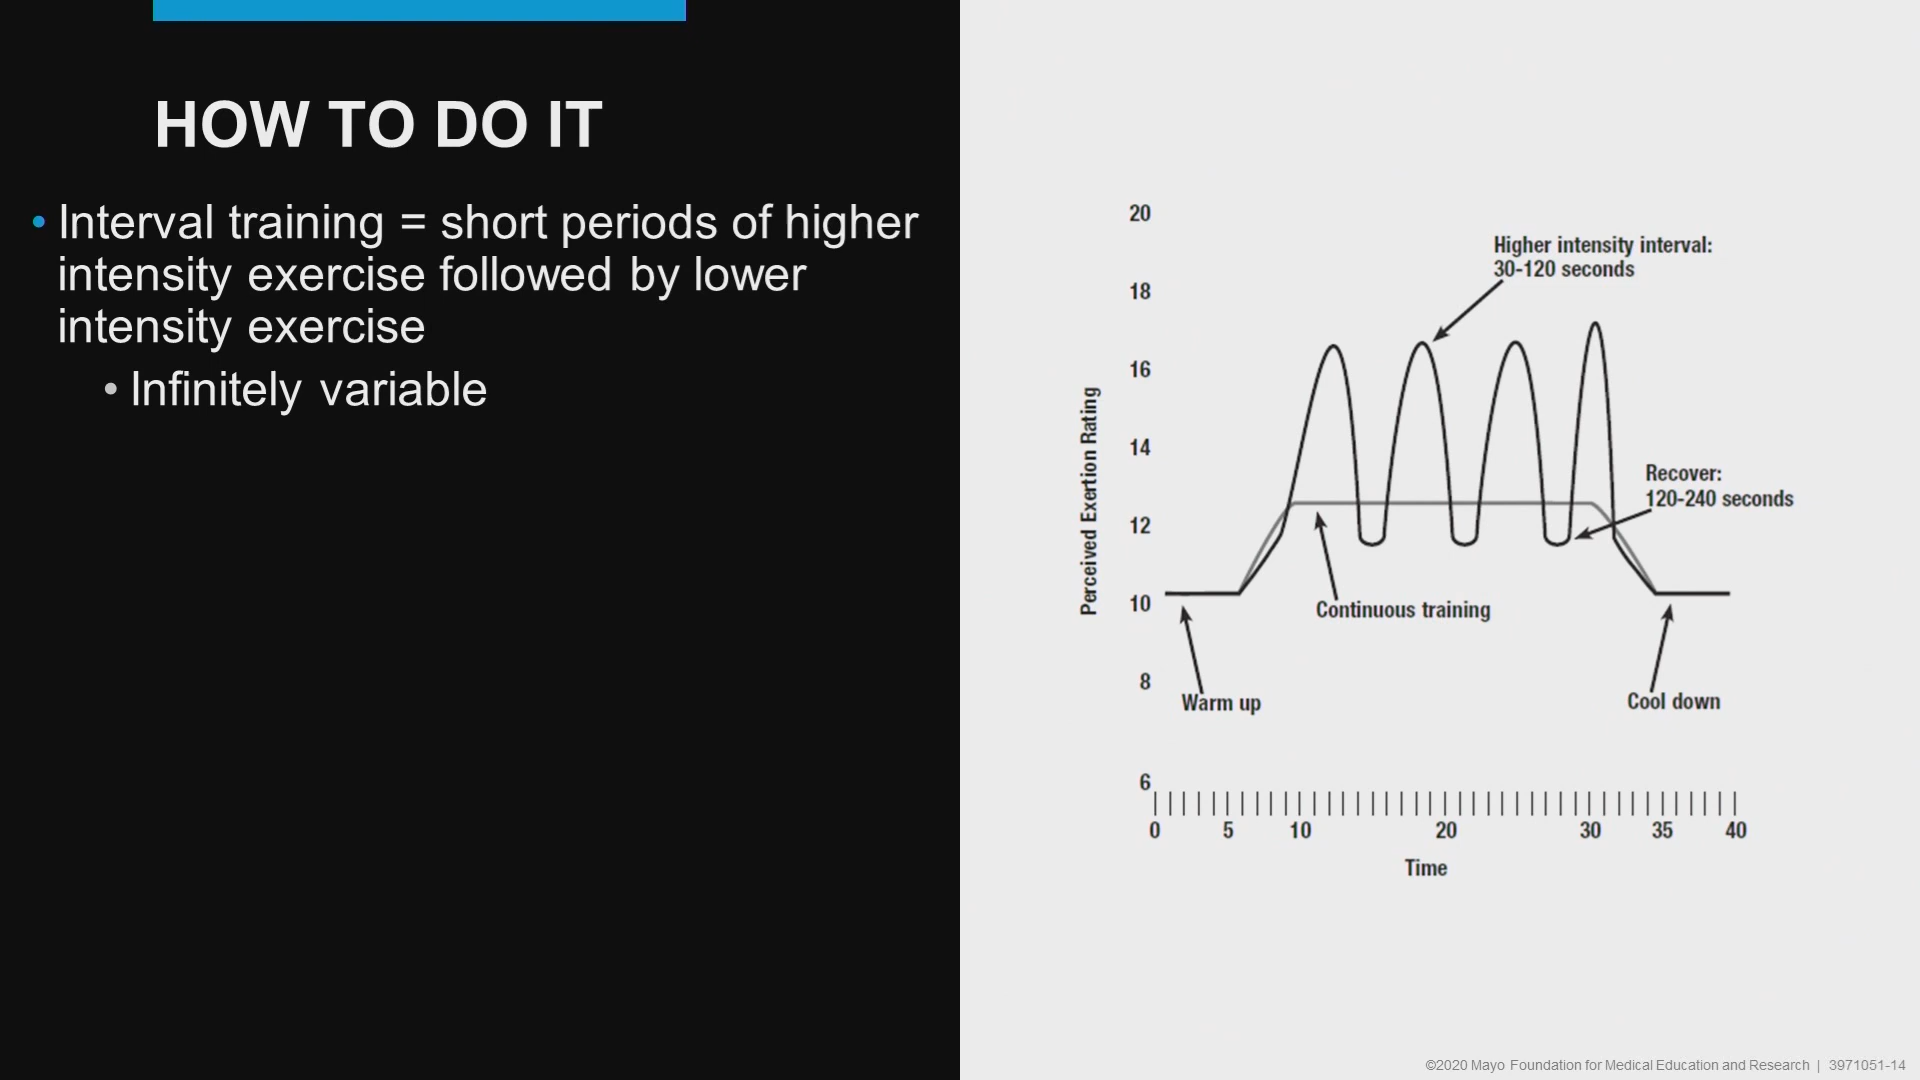 HOW TO DO IT
• Interval training = short periods of higher
intensity exercise followed by lower
intensity exercise
• Infinitely variable
20
18
16
14
12
10
8
6
Perceived Exertion Rating
Higher intensity interval:
30-120 seconds
Recover:
120-240 seconds
Continuous training
Warm up
Cool down
0 5 10 20 30 35 40
Time
©2020 Mayo Foundation for Medical Education and Research | 3971051-14